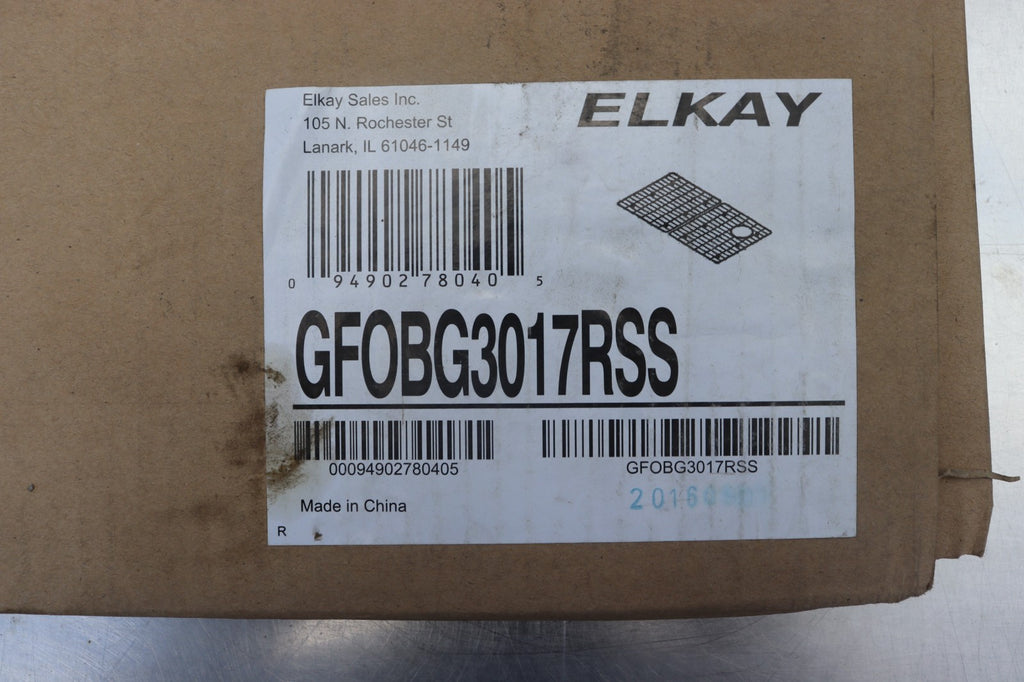 Elkay Sales Inc.
105 N. Rochester St
Lanark, IL 61046-1149
ELKAY
0 94902 78040 5
GFOBG3017RSS
00094902780405
GFOBG3017RSS
Made in China
R